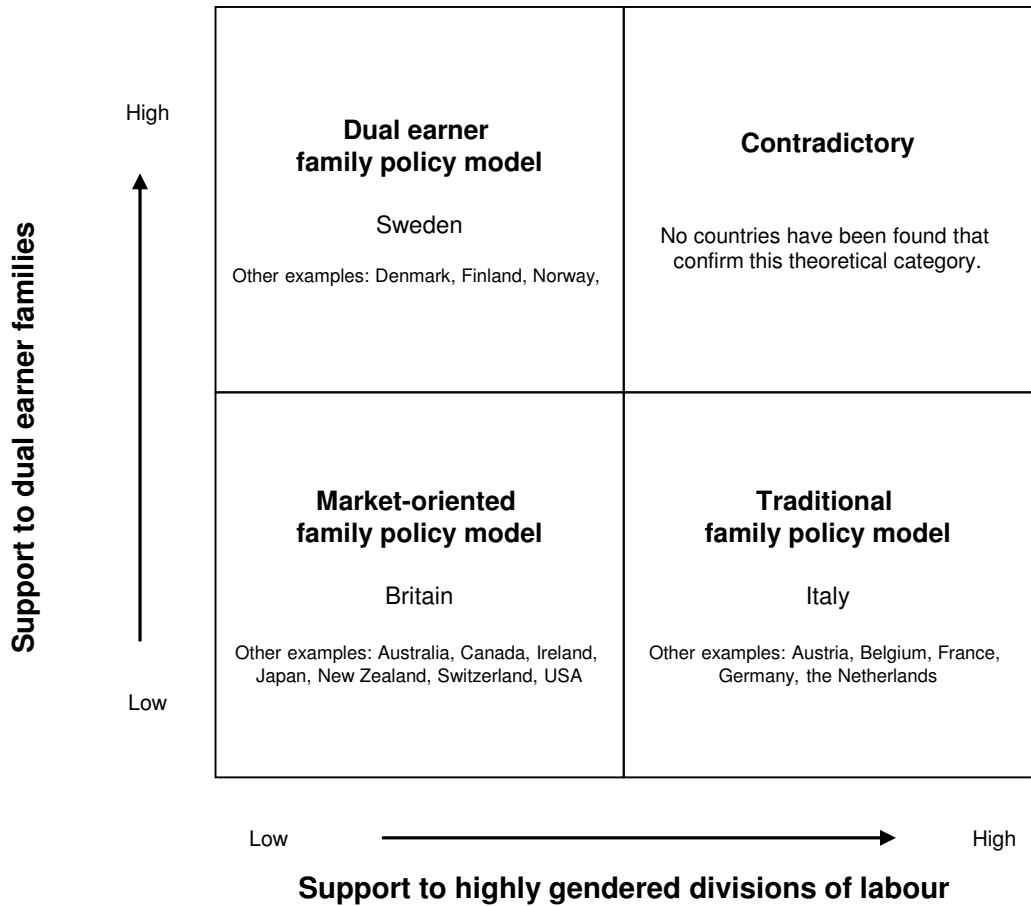 High
Dual earner
family policy model
Sweden
Other examples: Denmark, Finland, Norway,
Contradictory
No countries have been found that
confirm this theoretical category.
Support to dual earner families
Market-oriented
family policy model
Britain
Other examples: Australia, Canada, Ireland,
Japan, New Zealand, Switzerland, USA
Traditional
family policy model
Italy
Other examples: Austria, Belgium, France,
Germany, the Netherlands
Low
Low
High
Support to highly gendered divisions of labour